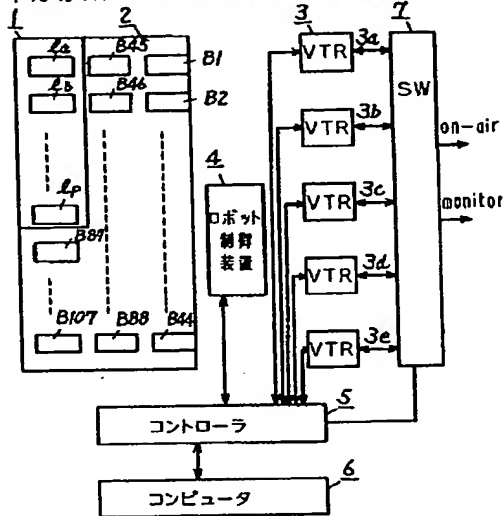 1
2
3
7
ℓa
B45
B1
ℓb
B46
B2
ℓp
B89
B107
B88
B44
4
ロボット
制御
装置
VTR
3a
VTR
3b
VTR
3c
VTR
3d
VTR
3e
SW
on-air
monitor
5
コントローラ
6
コンピュータ